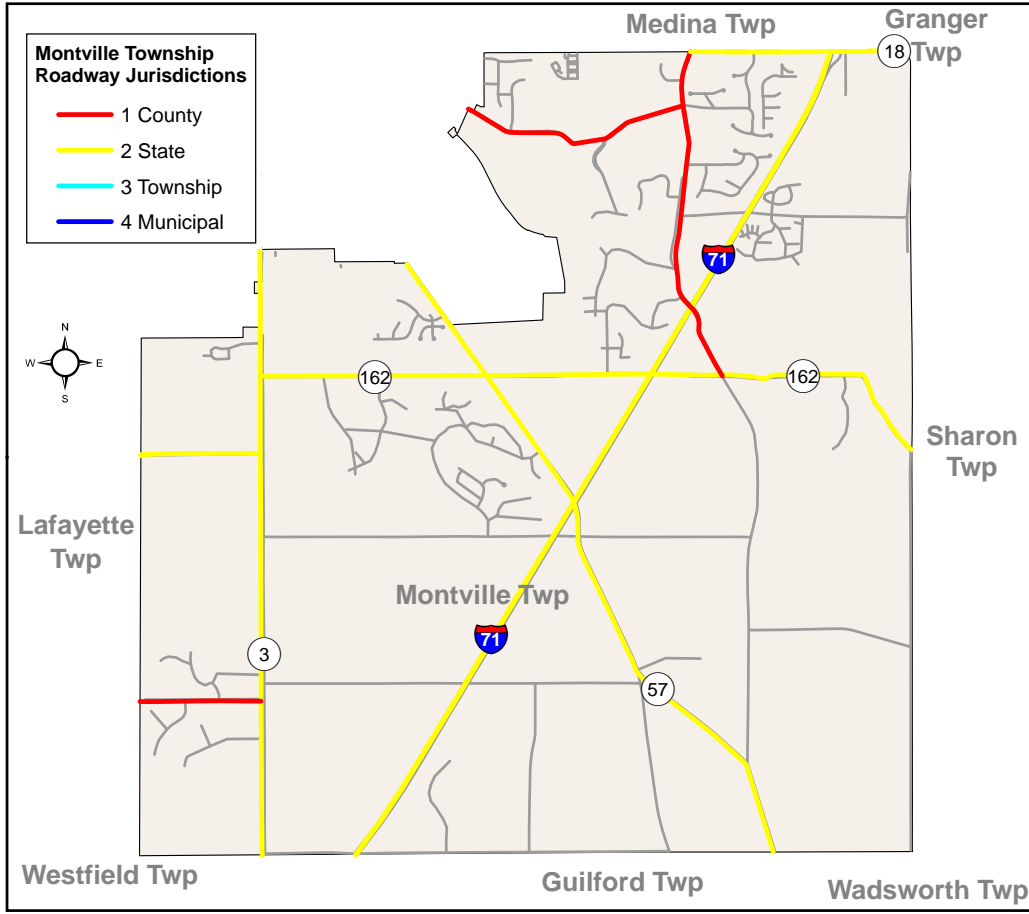 Medina Twp
Granger
Twp
Montville Township
Roadway Jurisdictions
1 County
2 State
3 Township
4 Municipal
18
71
N
W
E
S
162
162
Sharon
Twp
Lafayette
Twp
Montville Twp
71
3
57
Westfield Twp
Guilford Twp
Wadsworth Twp